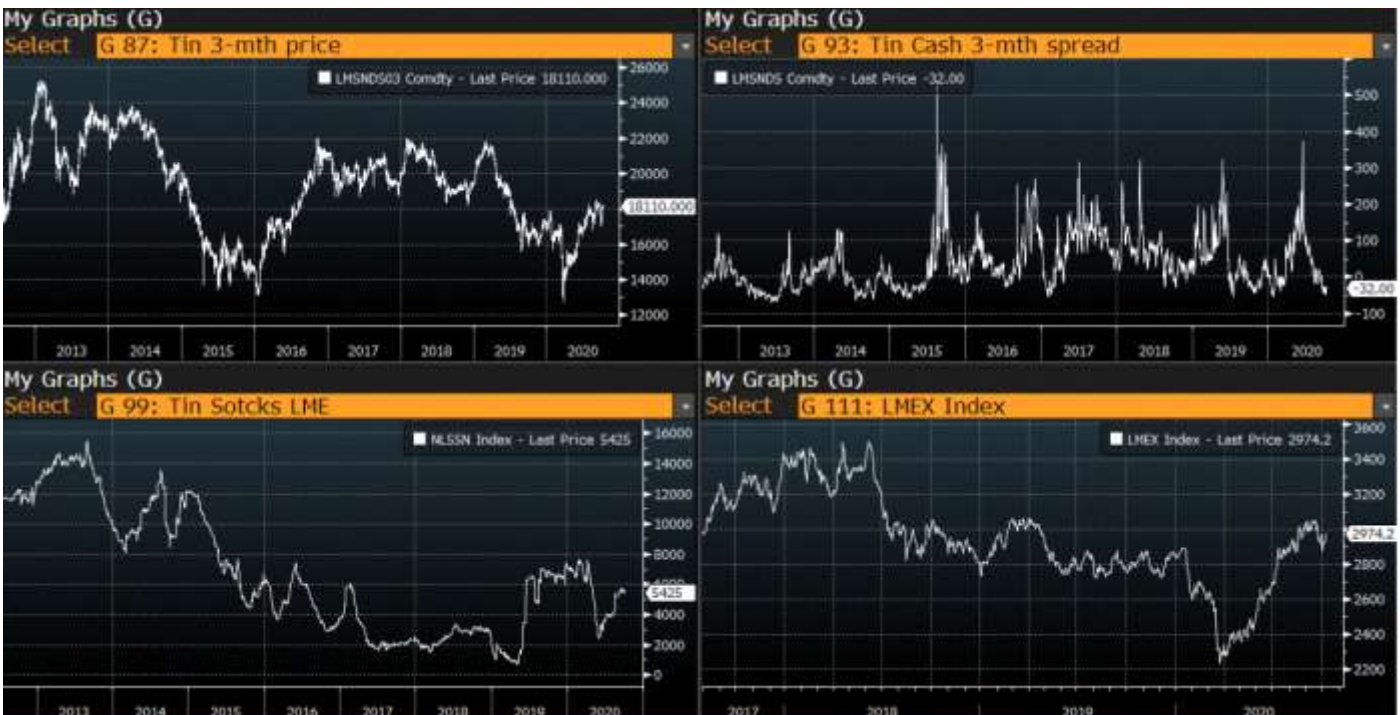 My Graphs (G)
Select G 87: Tin 3-mth price
LMSNDS03 Comdty - Last Price 18110.000
26000
24000
22000
20000
18110.000
16000
14000
12000
2013 2014 2015 2016 2017 2018 2019 2020
My Graphs (G)
Select G 93: Tin Cash 3-mth spread
LMSNDS Comdty - Last Price -32.00
500
400
300
200
100
0
-32.00
-100
2013 2014 2015 2016 2017 2018 2019 2020
My Graphs (G)
Select G 99: Tin Sotcks LME
NLSSN Index - Last Price 5425
16000
14000
12000
10000
8000
6000
5425
4000
2000
0
2013 2014 2015 2016 2017 2018 2019 2020
My Graphs (G)
Select G 111: LMEX Index
LMEX Index - Last Price 2974.2
3600
3400
3200
2974.2
2800
2600
2400
2200
2017 2018 2019 2020